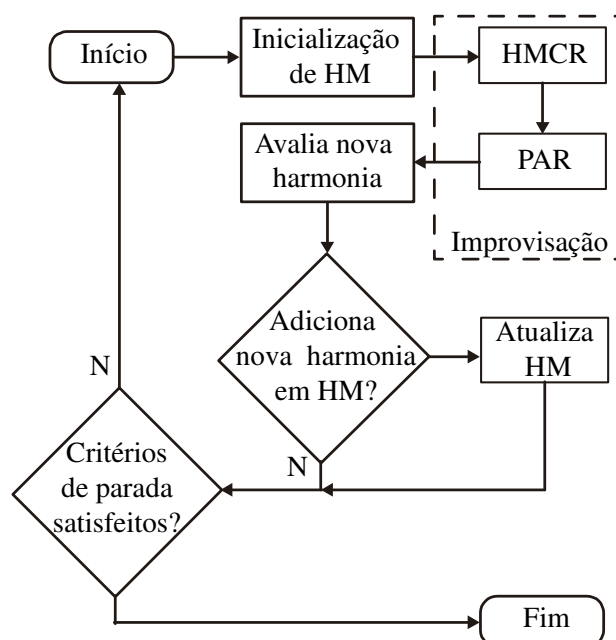 Início
Inicialização
de HM
HMCR
PAR
Improvisação
Avalia nova
harmonia
Adiciona
nova harmonia
em HM?
Atualiza
HM
N
N
Critérios
de parada
satisfeitos?
Fim